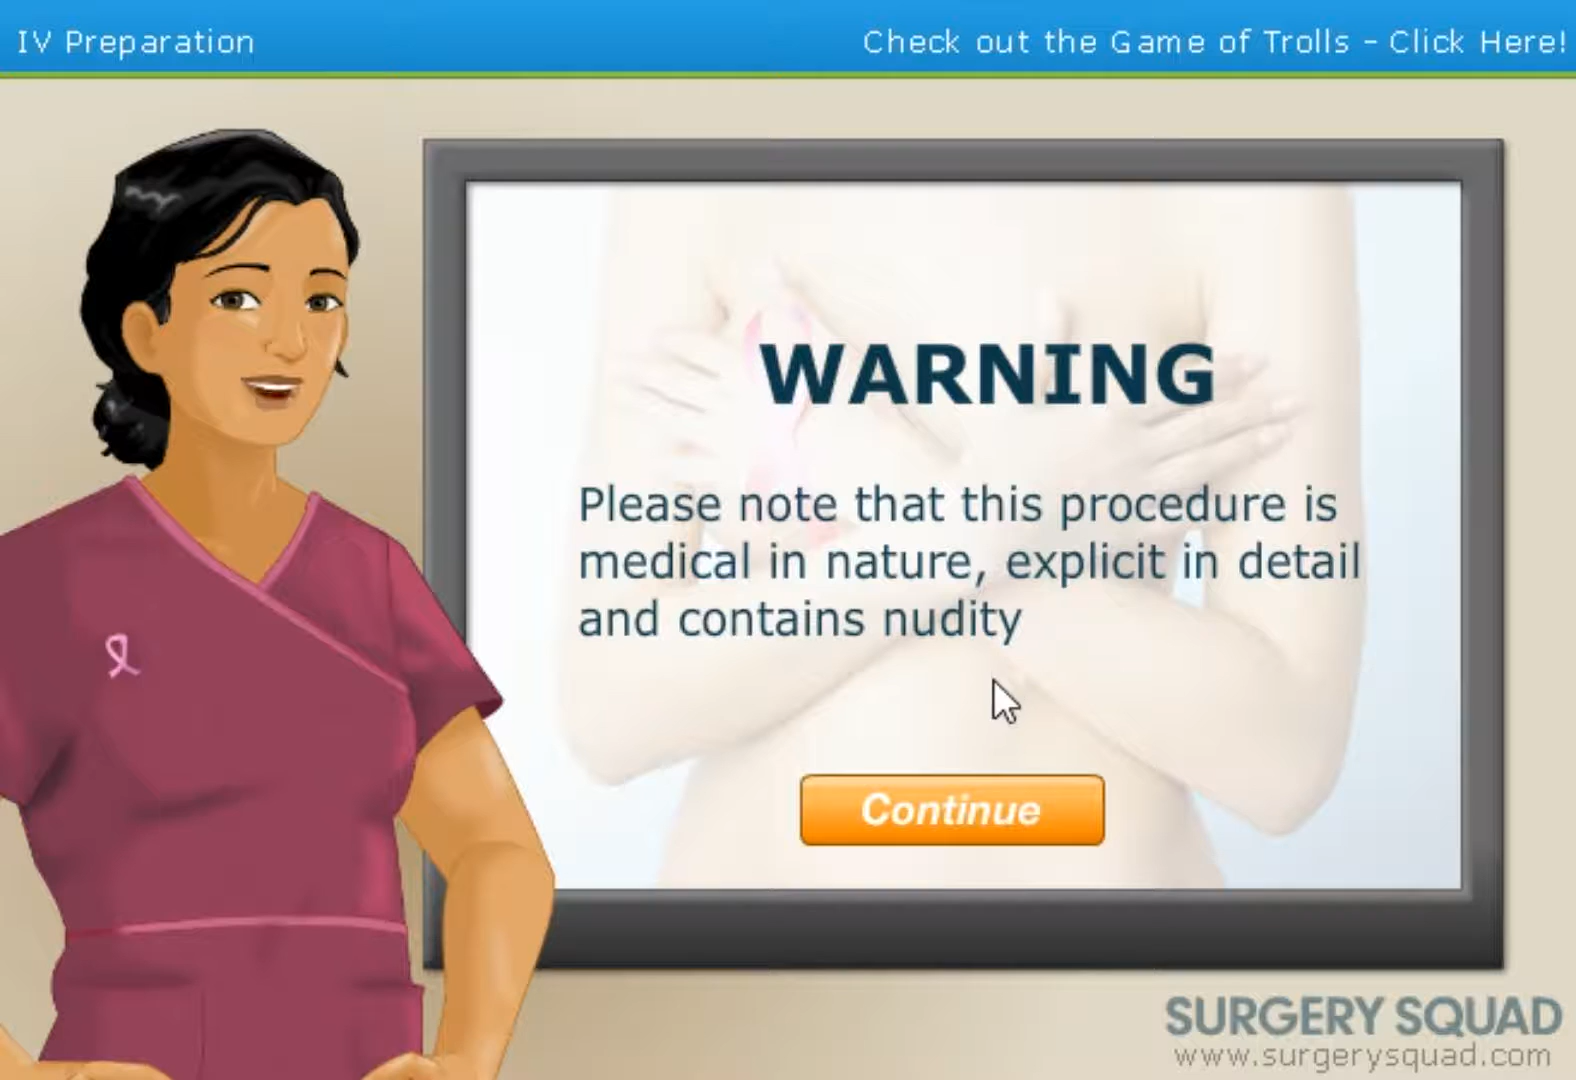 IV Preparation
Check out the Game of Trolls - Click Here!
WARNING
Please note that this procedure is
medical in nature, explicit in detail
and contains nudity
Continue
SURGERY SQUAD
www.surgerysquad.com